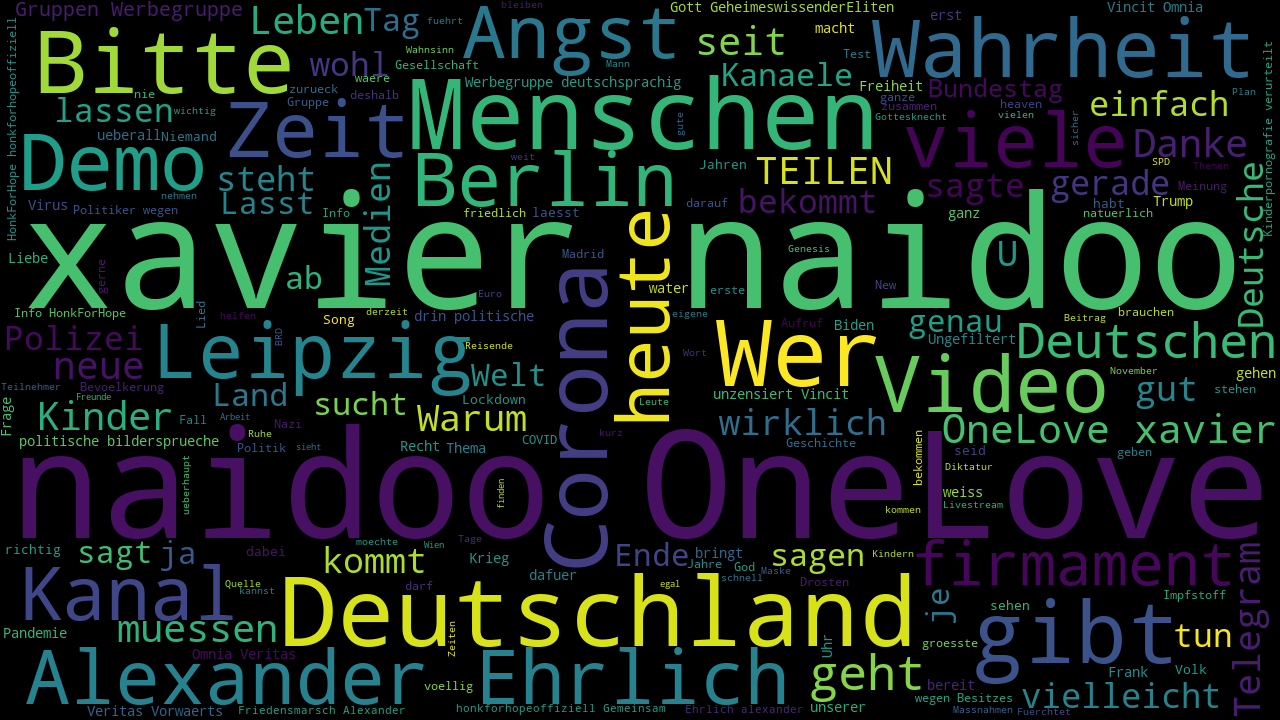 Gruppen Werbegruppe
Leben
Tag
fuehrt
bleiben
Gott GeheimeswissenderEliten
Vincit Omnia
Bitte
wohl
Wahnsinn
Gesellschaft
Angst
Mann
seit
macht
erst
Test
Wahrheit
HonkForHope honkforhopeoffiziell
nie
waere
Werbegruppe deutschsprachig
Kanaele
Freiheit
Bundestag
Plan
lassen
wichtig
zurueck
Gruppe
deshalb
Menschen
gute
ganze
zusammen
Gottesknecht
heaven
vielen
sicher
einfach
ueberall
Niemand
Zeit
viele
Danke
Kinderpornografie verurteilt
Demo
steht
Medien
Berlin
weit
Jahren
TEILEN
SPD
Themen
nehmen
sagte
gerade
Meinung
Virus
Politiker wegen
Lasst
Info
friedlich
laesst
darauf
bekommt
ganz
habt
Trump
natuerlich
Deutsche
xavier naidoo
Liebe
gerne
ab
Madrid
heute
Genesis
U
water
erste
New
Info HonkForHope
Lied
helfen
Song
derzeit
Euro
drin politische
eigene
Aufruf
Biden
genau
Beitrag
brauchen
Polizei
neue
Leipzig
BRD
Reisende
Corona
Wort
Wer
Ungefiltert
Deutschen
Teilnehmer
Bevoelkerung
Freunde
Land
Welt
Lockdown
Leute
unzensiert Vincit
Video
November
gut
gehen
stehen
Frage
Kinder
Fall
Arbeit
sucht
Warum
wirklich
OneLove xavier
Nazi
politische bildersprueche
Ruhe
Politik
sieht
Recht
Thema
COVID
kurz
Geschichte
bekommen
seid
geben
Diktatur
naidoo OneLove
ueberhaupt
finden
weiss
Livestream
kommen
richtig
sagt
ja
dabei
moechte
Wien
Tage
kommt
Krieg
Ende
bringt
Jahre
God
sagen
Kindern
firmament
Telegram
Kanal
Quelle
kannst
darf
dafuer
egal
schnell
Maske
Drosten
je
sehen
Impfstoff
Pandemie
muessen
Deutschland
groesste
gibt
tun
Omnia Veritas
Zeiten
uhr
Alexander
Ehrlich
geht
Frank
Volk
voellig
bereit
Veritas Vorwaerts
Friedensmarsch Alexander
honkforhopeoffiziell Gemeinsam
Ehrlich alexander
unserer
wegen Besitzes
Massnahmen
Fuerchtet
vielleicht